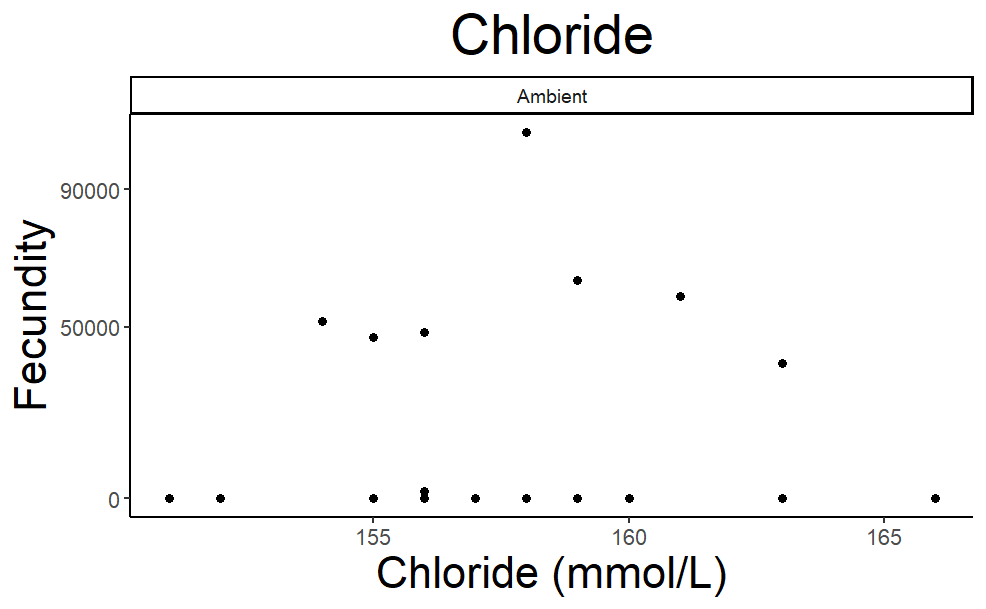 Chloride
Ambient
90000
50000
0
Fecundity
155 160 165
Chloride (mmol/L)